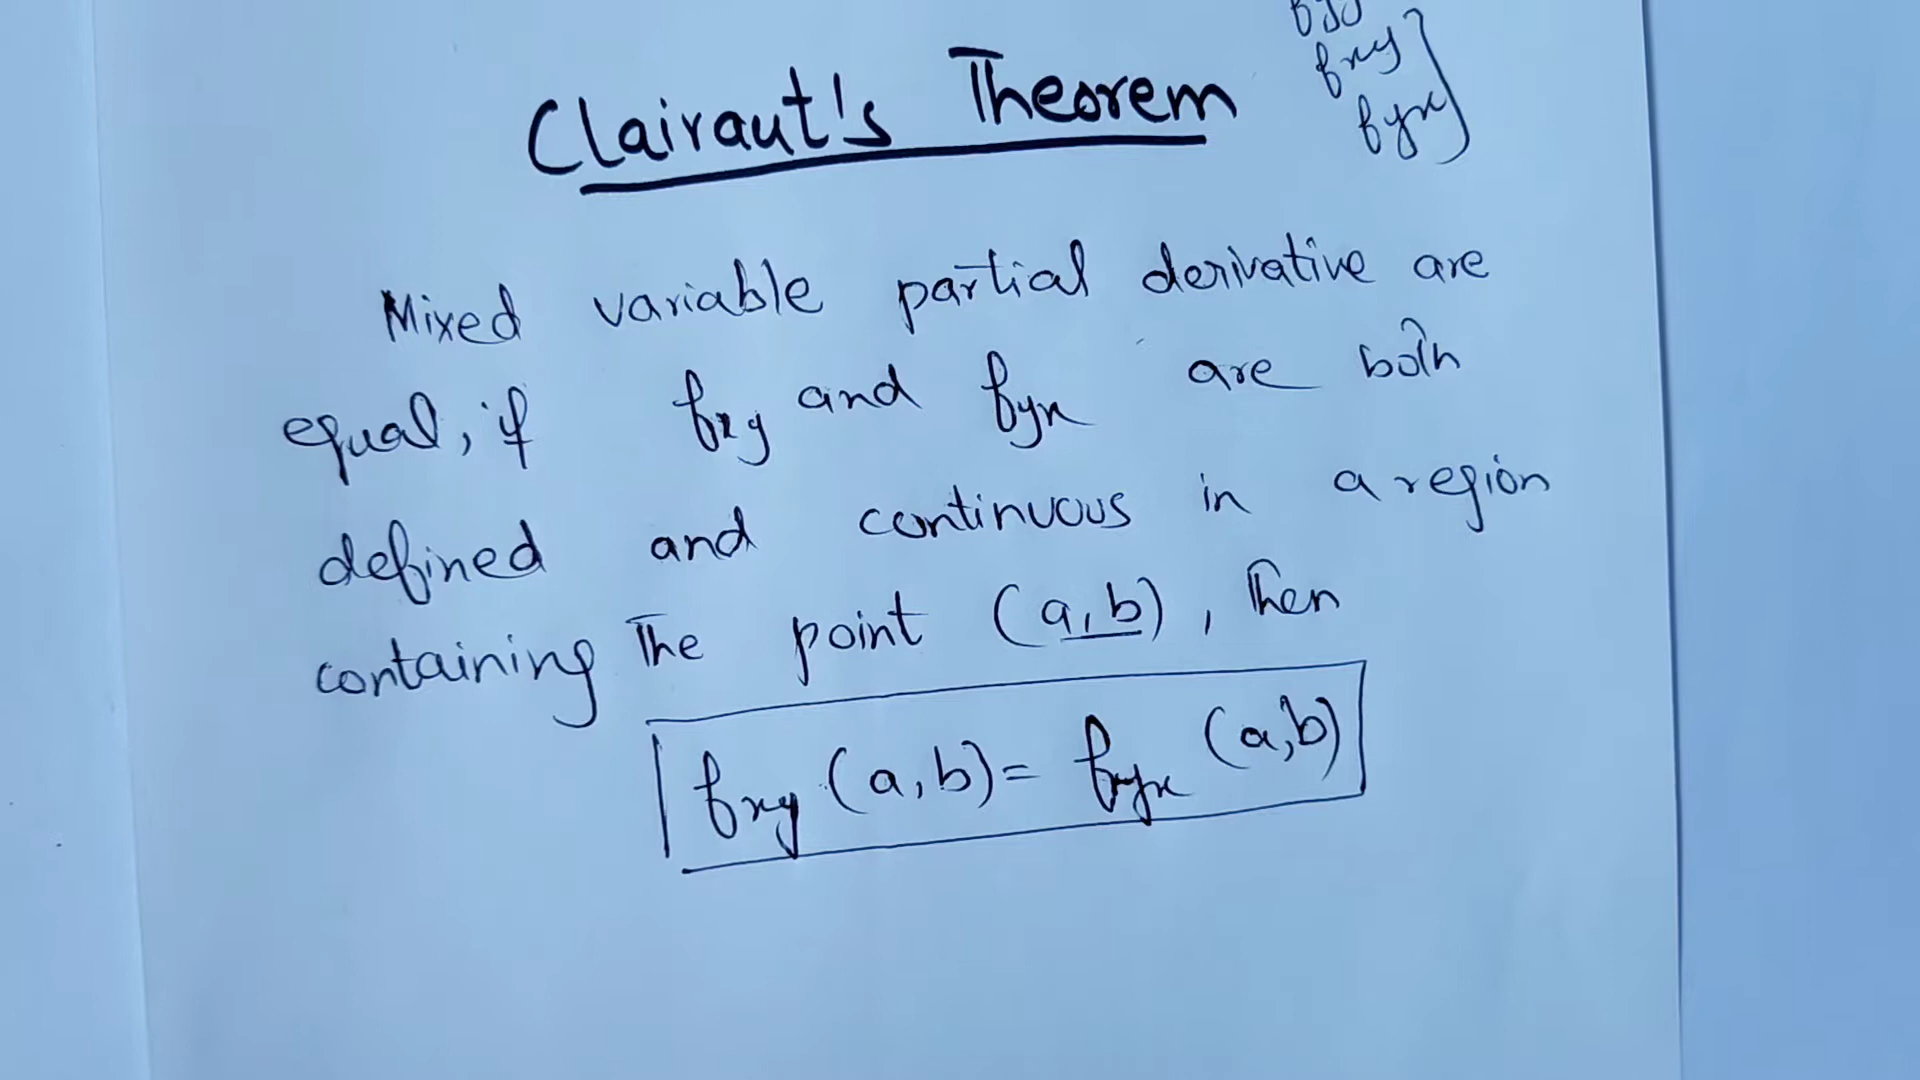 Clairaut's Theorem
fxy
fyx
Mixed variable partial derivative are
equal, if fxy and fyx are both
defined and continuous in a region
containing The point (a,b), Then
fxy (a,b) = fyx (a,b)